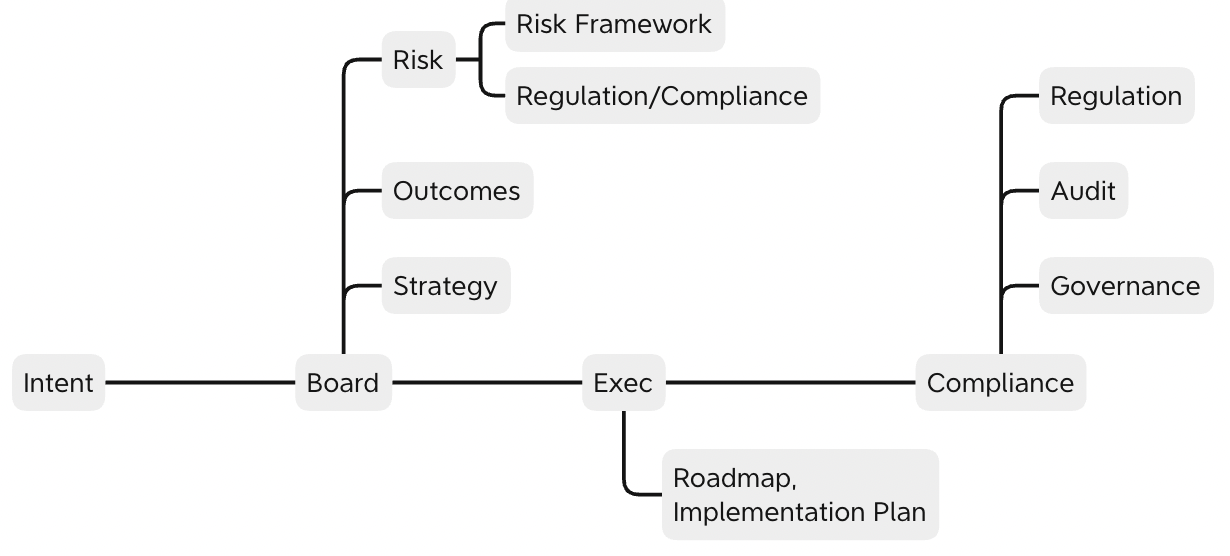 Risk Framework
Risk
Regulation/Compliance
Regulation
Outcomes
Audit
Strategy
Governance
Intent
Board
Exec
Compliance
Roadmap,
Implementation Plan